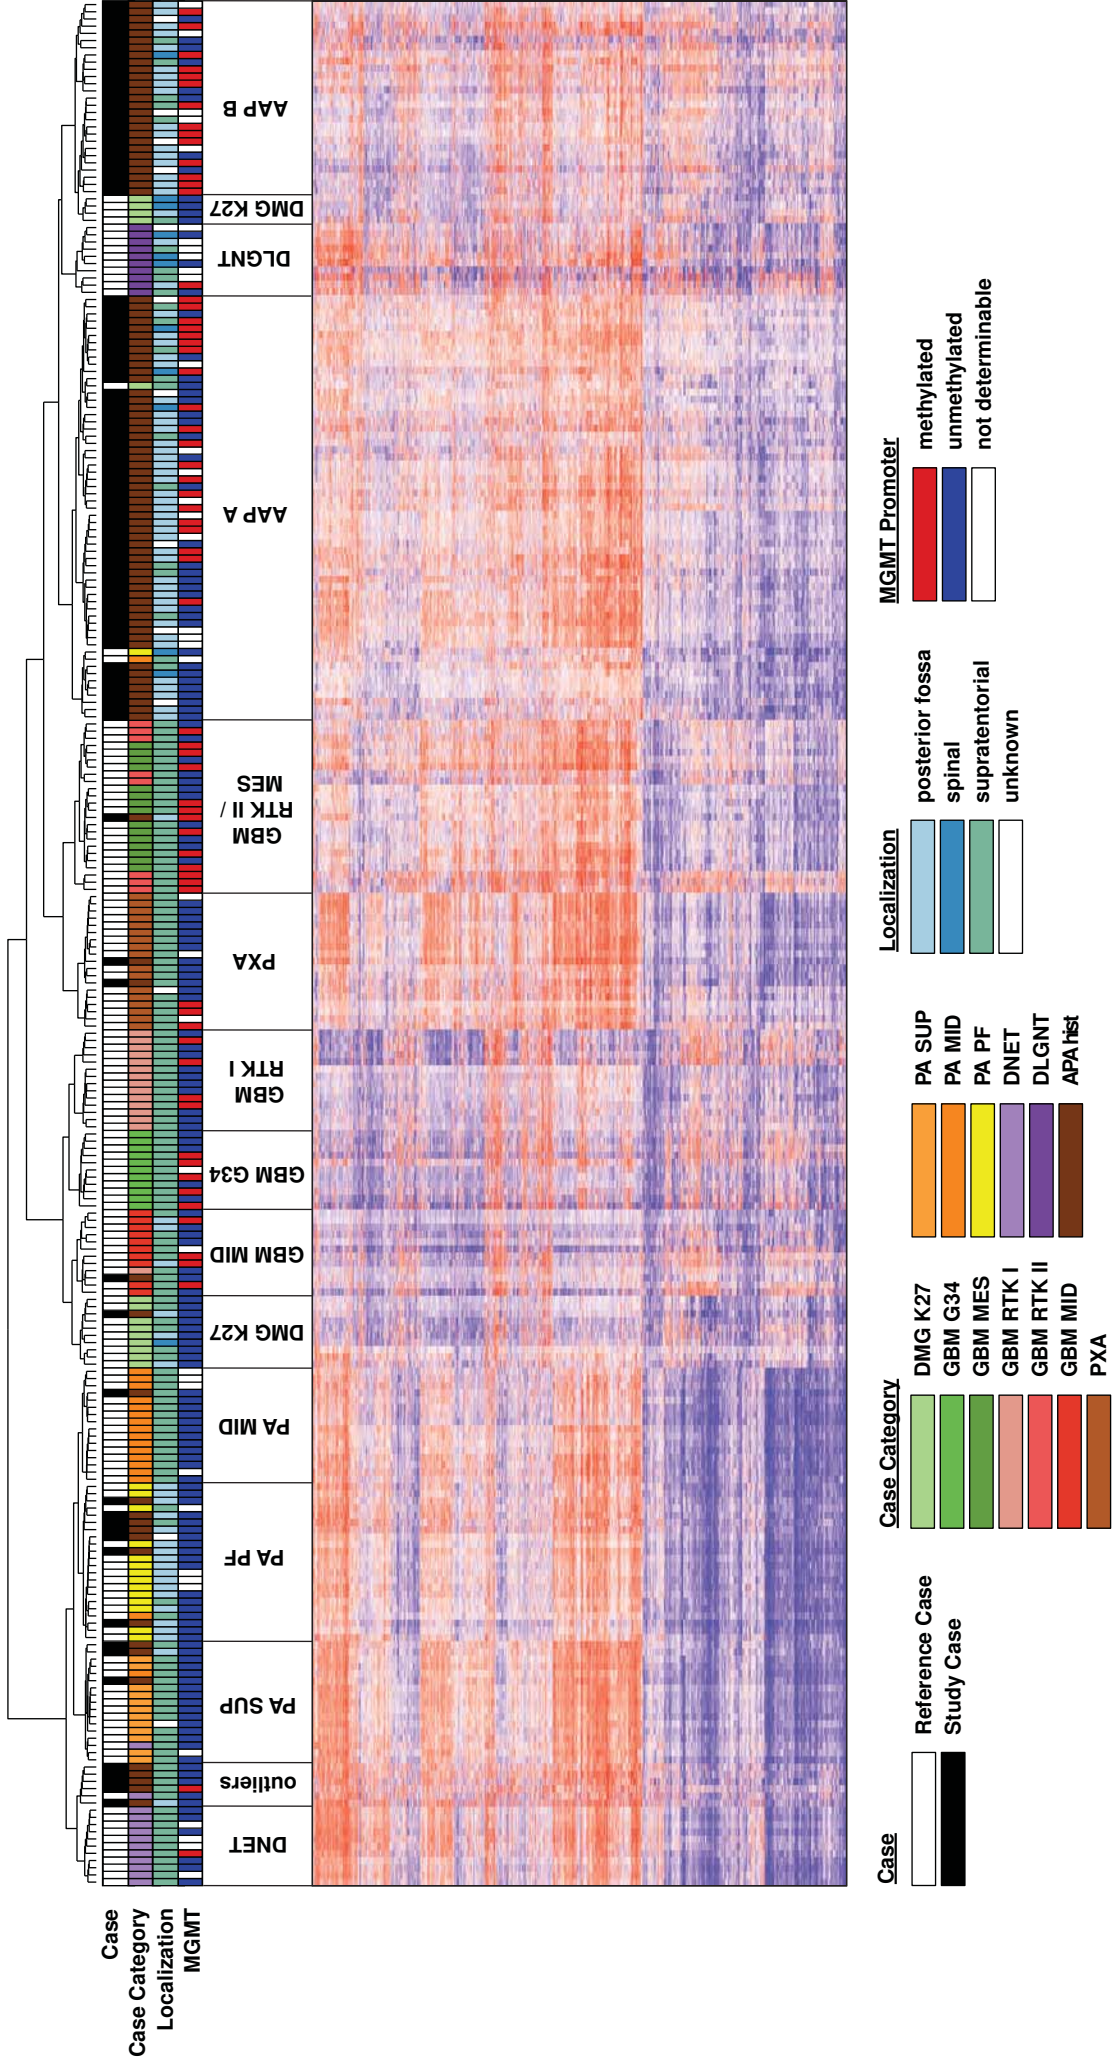 Case
Case Category
Localization
MGMT
DNET
outliers
PA SUP
PA PF
PA MID
DMG K27
GBM MID
GBM G34
GBM
RTK I
PXA
GBM
RTK II /
MES
AAP A
DLGNT
DMG K27
AAP B
Case
Reference Case
Study Case
Case Category
DMG K27
GBM G34
GBM MES
GBM RTK I
GBM RTK II
GBM MID
PXA
PA SUP
PA MID
PA PF
DNET
DLGNT
APA hist
Localization
posterior fossa
spinal
supratentorial
unknown
MGMT Promoter
methylated
unmethylated
not determinable